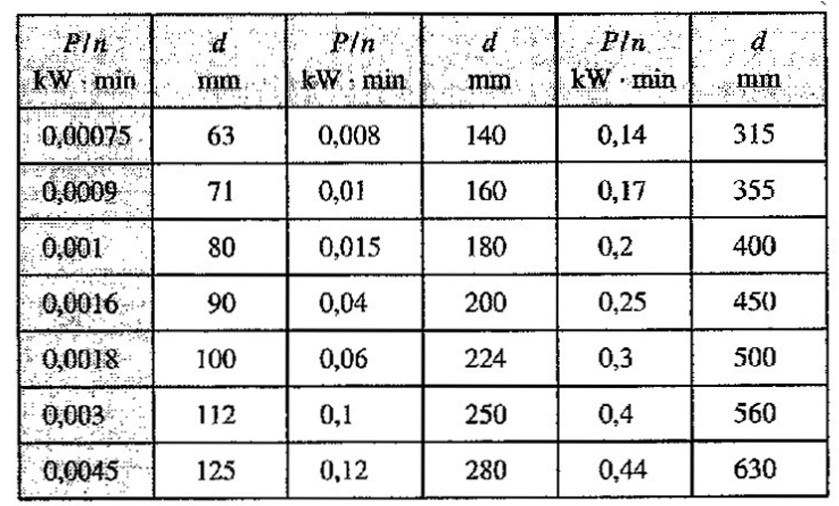 P/n d P/n d P/n d
kW · min mm kW · min mm kW · min mm
0,00075 63 0,008 140 0,14 315
0,0009 71 0,01 160 0,17 355
0,001 80 0,015 180 0,2 400
0,0016 90 0,04 200 0,25 450
0,0018 100 0,06 224 0,3 500
0,003 112 0,1 250 0,4 560
0,0045 125 0,12 280 0,44 630